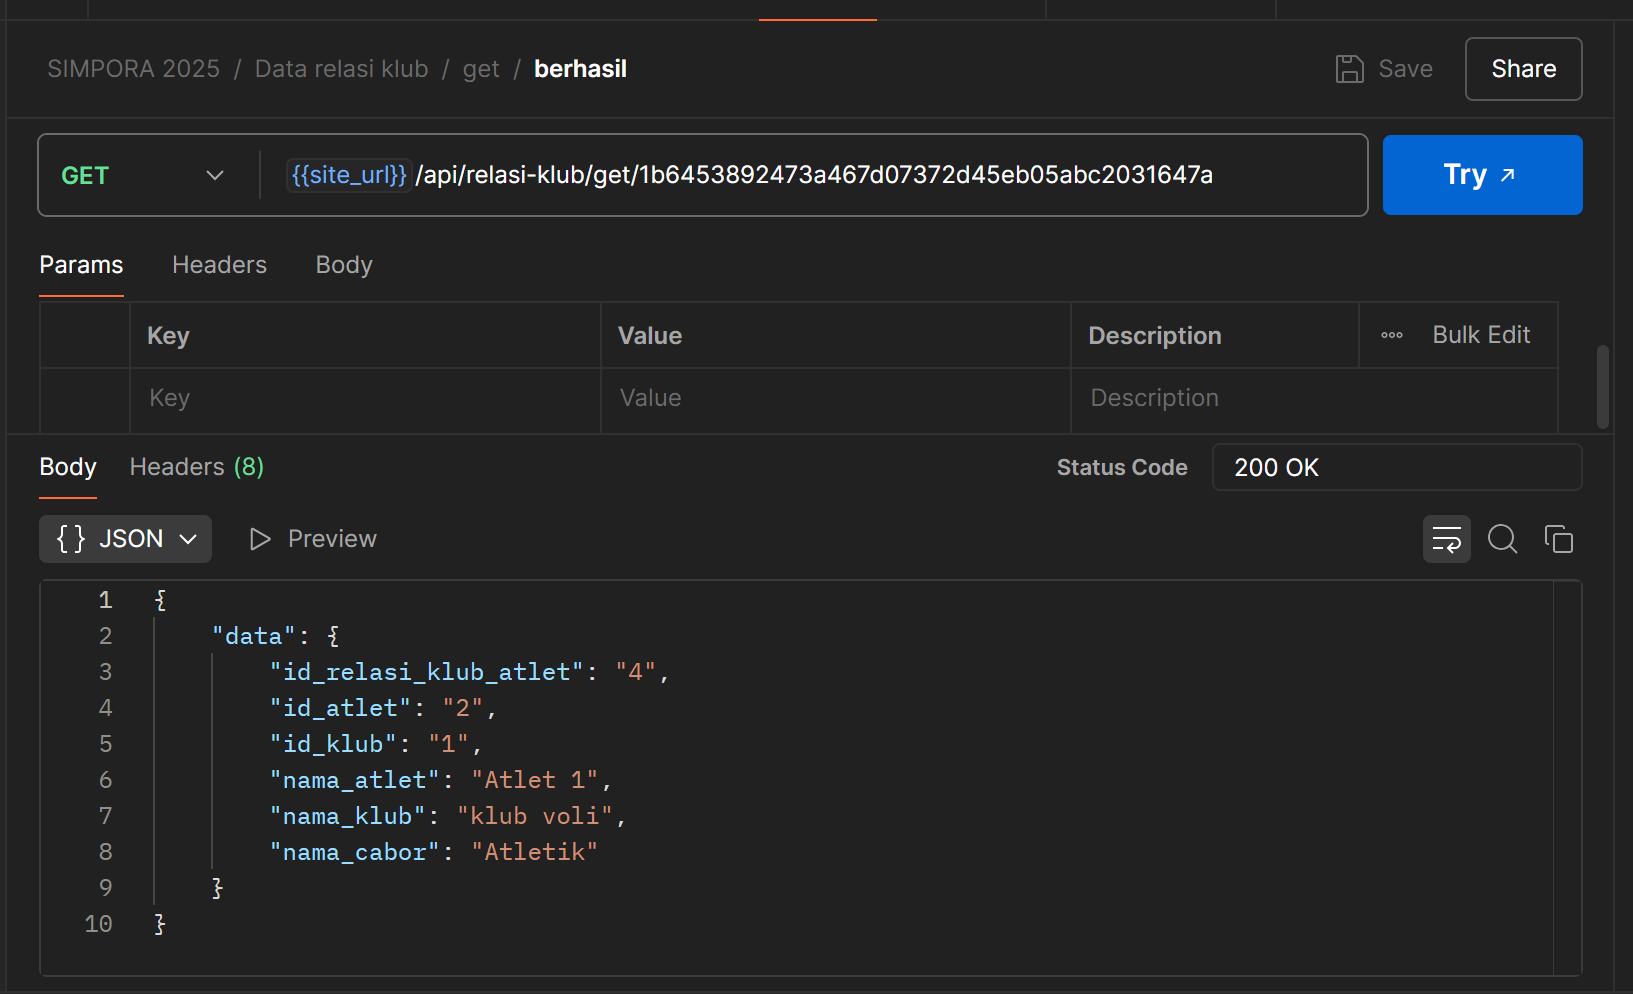 SIMPORA 2025 / Data relasi klub / get / berhasil
Save
Share
GET
{{site_url}} /api/relasi-klub/get/1b6453892473a467d07372d45eb05abc2031647a
Try ↗
Params Headers Body
Key Value Description Bulk Edit
Key Value Description
Body Headers (8)
Status Code 200 OK
{} JSON
Preview
1 {
2 "data": {
3 "id_relasi_klub_atlet": "4",
4 "id_atlet": "2",
5 "id_klub": "1",
6 "nama_atlet": "Atlet 1",
7 "nama_klub": "klub voli",
8 "nama_cabor": "Atletik"
9 }
10 }